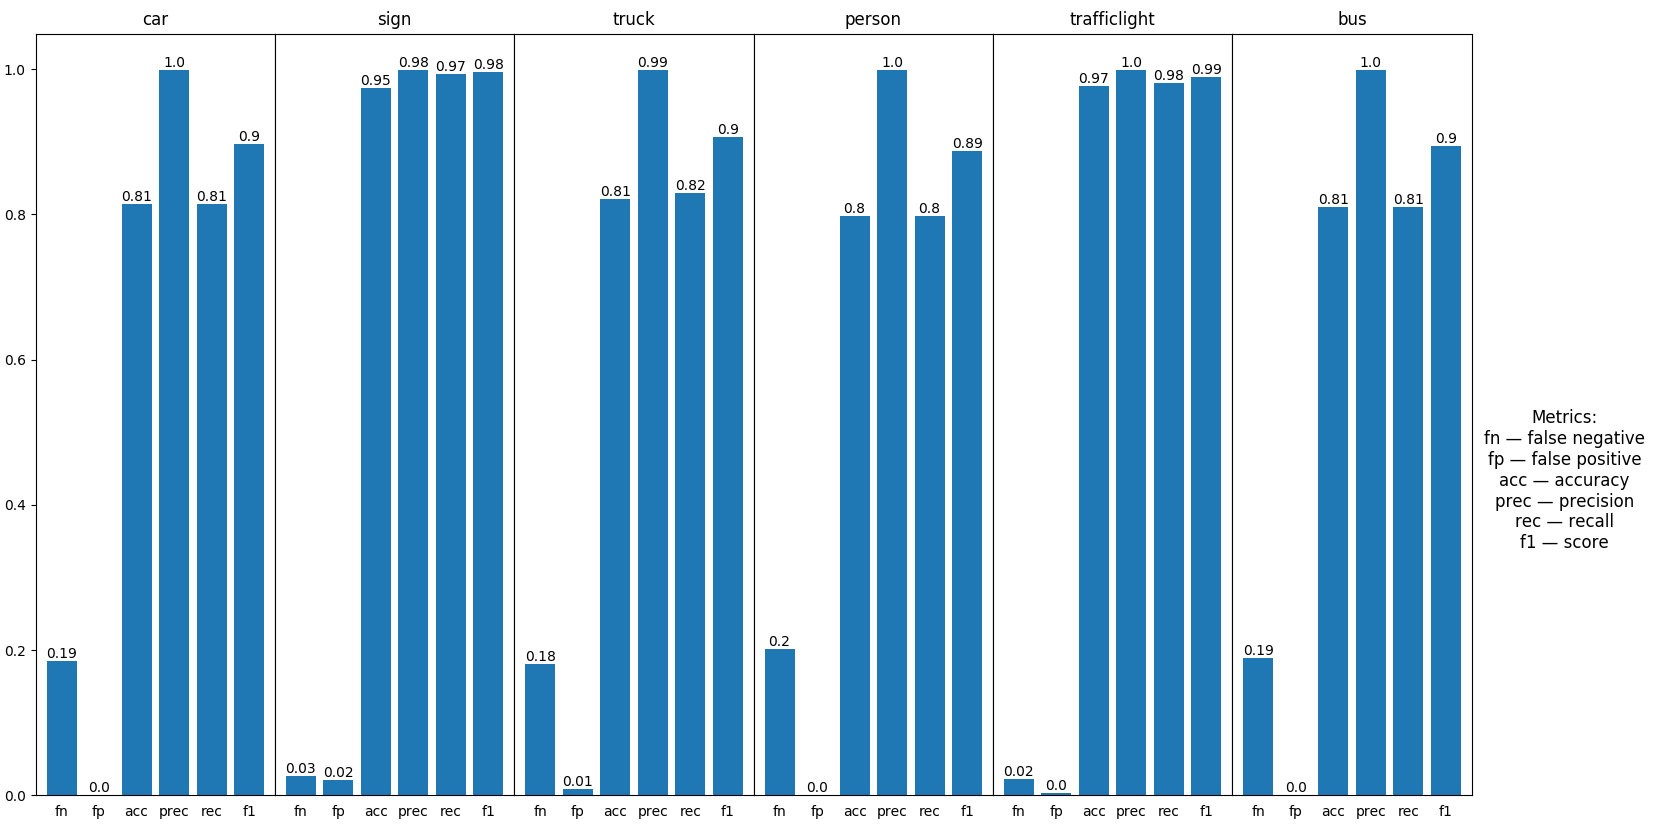 car sign truck person trafficlight bus
1.0 0.98 0.99 1.0 1.0 1.0
1.0
0.95 0.97 0.98 0.97 0.98 0.99
0.9 0.9 0.89 0.9
0.8
0.81 0.81 0.81 0.82 0.8 0.8 0.81 0.81
0.6
0.4
0.2
0.19 0.18 0.2 0.19
0.0
0.0 0.03 0.02 0.01 0.0 0.02 0.0 0.0
fn fp acc prec rec f1 fn fp acc prec rec f1 fn fp acc prec rec f1 fn fp acc prec rec f1 fn fp acc prec rec f1 fn fp acc prec rec f1
Metrics:
fn — false negative
fp — false positive
acc — accuracy
prec — precision
rec — recall
f1 — score